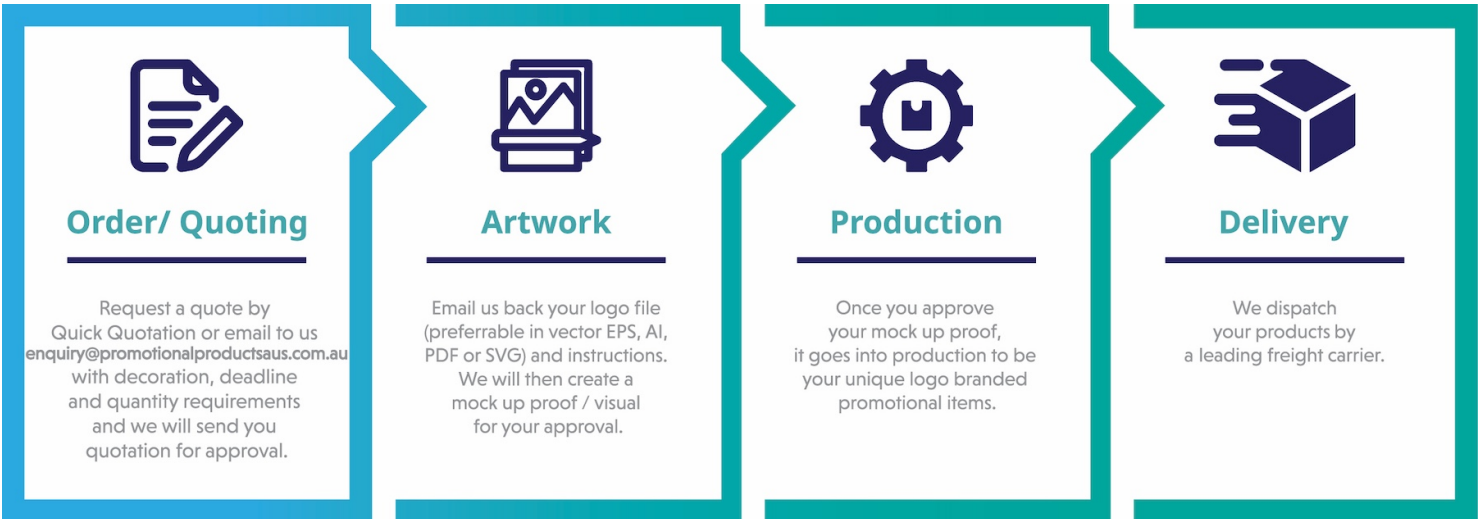 Order/ Quoting
Request a quote by
Quick Quotation or email to us
enquiry@promotionalproductsaus.com.au
with decoration, deadline
and quantity requirements
and we will send you
quotation for approval.
Artwork
Email us back your logo file
(preferrable in vector EPS, AI,
PDF or SVG) and instructions.
We will then create a
mock up proof / visual
for your approval.
Production
Once you approve
your mock up proof,
it goes into production to be
your unique logo branded
promotional items.
Delivery
We dispatch
your products by
a leading freight carrier.